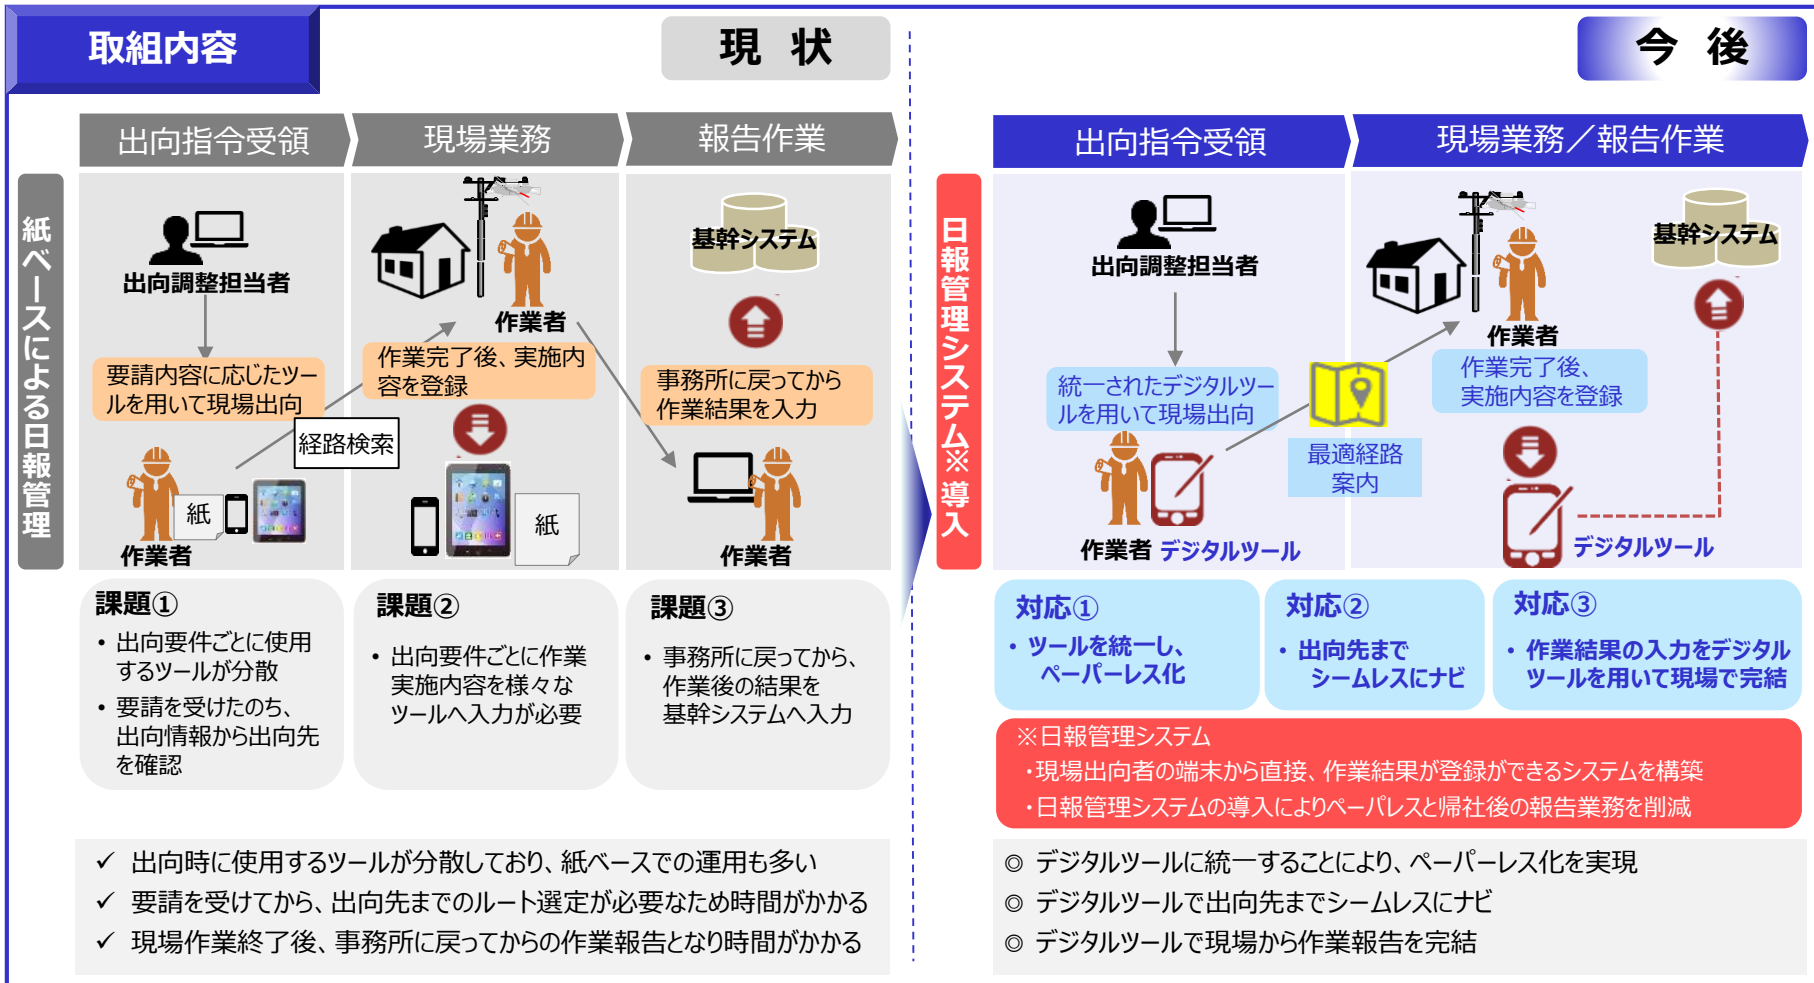 取組内容
現 状
出向指令受領
現場業務
報告作業
紙ベースによる日報管理
出向調整担当者
要請内容に応じたツー
ルを用いて現場出向
経路検索
紙
作業者
作業者
作業完了後、実施内
容を登録
紙
基幹システム
事務所に戻ってから
作業結果を入力
作業者
課題①
• 出向要件ごとに使用
するツールが分散
• 要請を受けたのち、
出向情報から出向先
を確認
課題②
• 出向要件ごとに作業
実施内容を様々な
ツールへ入力が必要
課題③
• 事務所に戻ってから、
作業後の結果を
基幹システムへ入力
✓ 出向時に使用するツールが分散しており、紙ベースでの運用も多い
✓ 要請を受けてから、出向先までのルート選定が必要なため時間がかかる
✓ 現場作業終了後、事務所に戻ってからの作業報告となり時間がかかる
今 後
出向指令受領
現場業務／報告作業
日報管理システム※導入
出向調整担当者
統一されたデジタルツー
ルを用いて現場出向
作業者 デジタルツール
最適経路
案内
作業者
作業完了後、
実施内容を登録
デジタルツール
基幹システム
対応①
• ツールを統一し、
ペーパーレス化
対応②
• 出向先まで
シームレスにナビ
対応③
• 作業結果の入力をデジタル
ツールを用いて現場で完結
※日報管理システム
・現場出向者の端末から直接、作業結果が登録ができるシステムを構築
・日報管理システムの導入によりペーパレスと帰社後の報告業務を削減
◎ デジタルツールに統一することにより、ペーパーレス化を実現
◎ デジタルツールで出向先までシームレスにナビ
◎ デジタルツールで現場から作業報告を完結